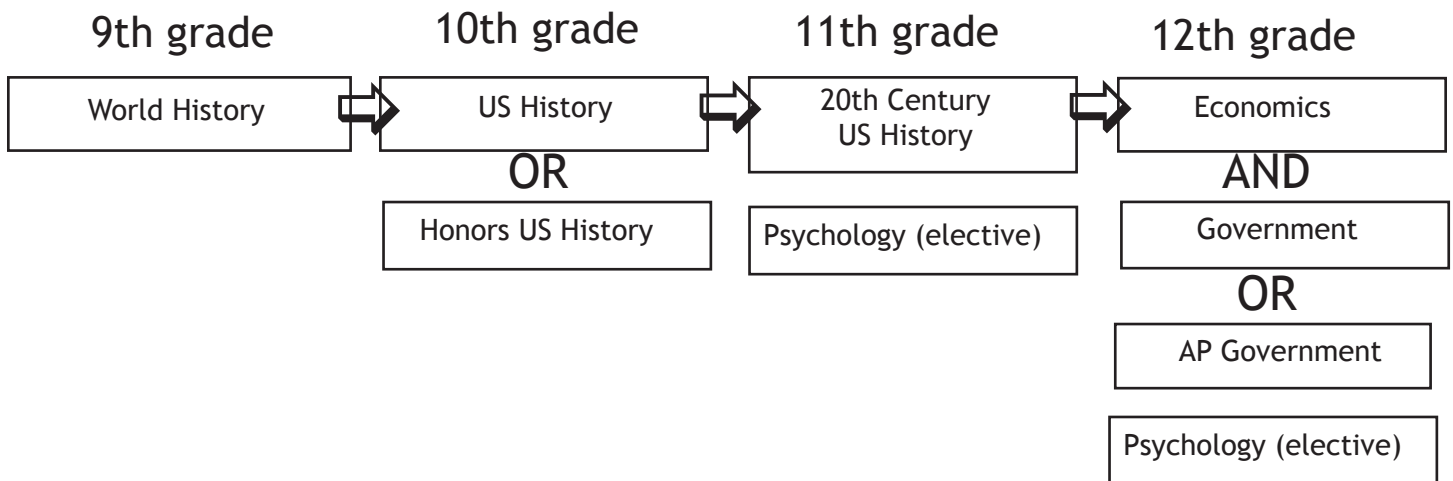 9th grade
10th grade
11th grade
12th grade
World History
US History
20th Century
US History
Economics
OR
AND
Honors US History
Psychology (elective)
Government
OR
AP Government
Psychology (elective)